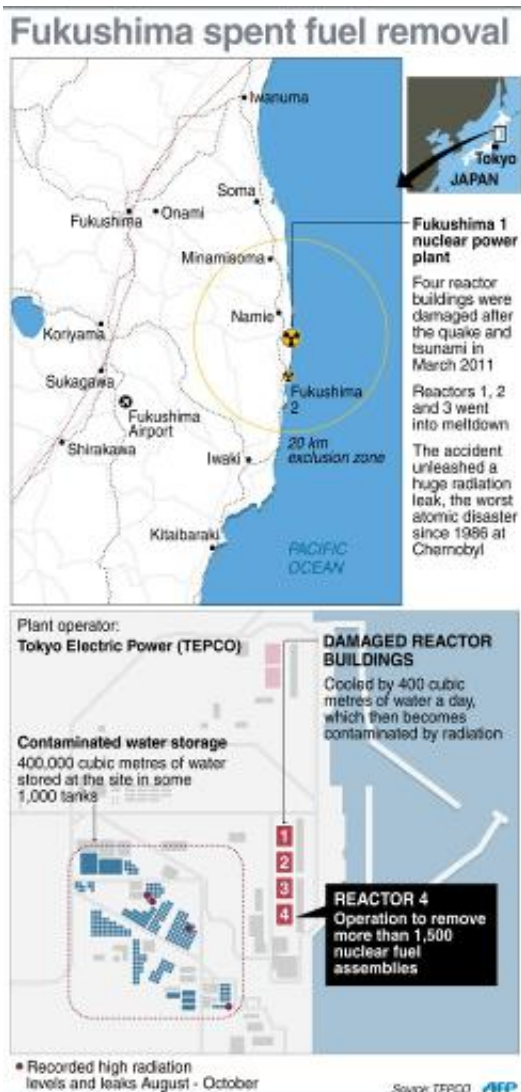 Fukushima spent fuel removal
Iwanuma
Tokyo
JAPAN
Soma
Fukushima
Onami
Minamisoma
Namie
Koriyama
Sukagawa
Fukushima
2
Fukushima
Airport
Shirakawa
20 km
exclusion zone
Iwaki
Kitaibaraki
PACIFIC
OCEAN
Fukushima 1
nuclear power
plant
Four reactor
buildings were
damaged after
the quake and
tsunami in
March 2011
Reactors 1, 2
and 3 went
into meltdown
The accident
unleashed a
huge radiation
leak, the worst
atomic disaster
since 1986 at
Chernobyl
Plant operator:
Tokyo Electric Power (TEPCO)
DAMAGED REACTOR
BUILDINGS
Cooled by 400 cubic
metres of water a day,
which then becomes
contaminated by radiation
Contaminated water storage
400,000 cubic metres of water
stored at the site in some
1,000 tanks
1
2
3
4
REACTOR 4
Operation to remove
more than 1,500
nuclear fuel
assemblies
Recorded high radiation
levels and leaks August - October
Source: TEPCO
AFP